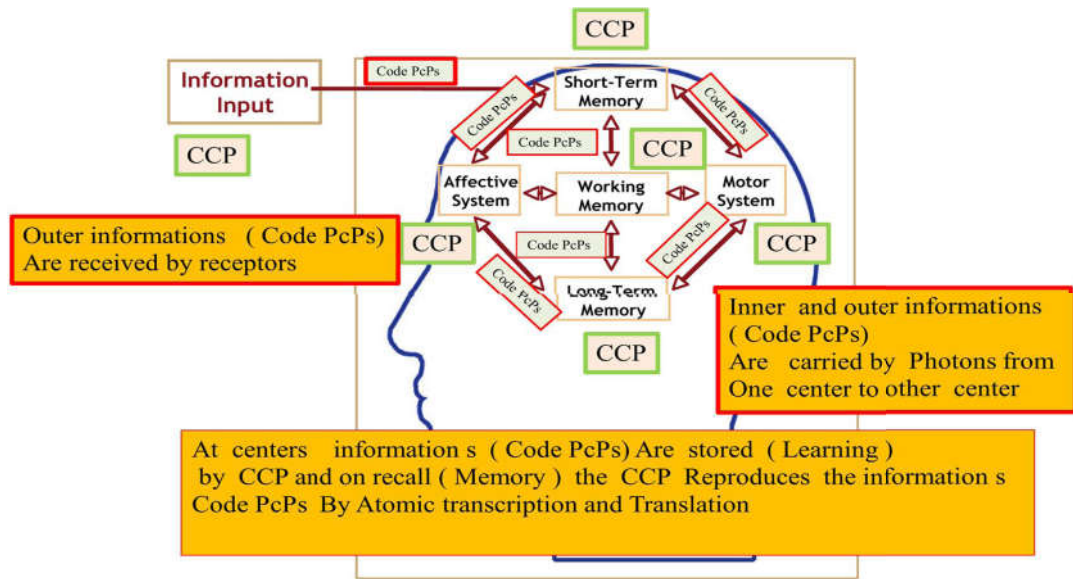 CCP
Code PcPs
Information
Input
Short-Term
Memory
Code PcPs
Code PcPs
CCP
Code PcPs
CCP
Affective
System
Working
Memory
Motor
System
Outer informations ( Code PcPs)
Are received by receptors
CCP
Code PcPs
Code PcPs
CCP
Code PcPs
Long-Term
Memory
Inner and outer informations
( Code PcPs)
Are carried by Photons from
One center to other center
CCP
At centers information s ( Code PcPs) Are stored ( Learning )
by CCP and on recall ( Memory ) the CCP Reproduces the information s
Code PcPs By Atomic transcription and Translation